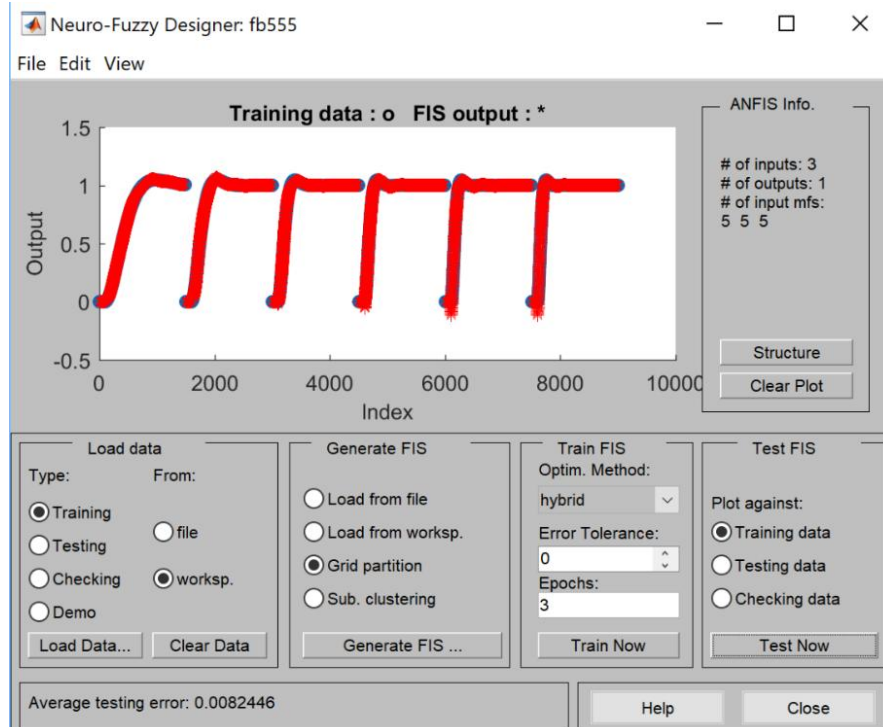 Neuro-Fuzzy Designer: fb555
File Edit View
Training data : o FIS output : *
1.5
1
0.5
0
-0.5
Output
0 2000 4000 6000 8000 10000
Index
ANFIS Info.
# of inputs: 3
# of outputs: 1
# of input mfs:
5 5 5
Structure
Clear Plot
Load data
Type: From:
Training
Testing
Checking
Demo
file
worksp.
Load Data... Clear Data
Generate FIS
Load from file
Load from worksp.
Grid partition
Sub. clustering
Generate FIS ...
Train FIS
Optim. Method:
hybrid
Error Tolerance:
0
Epochs:
3
Train Now
Test FIS
Plot against:
Training data
Testing data
Checking data
Test Now
Average testing error: 0.0082446
Help Close